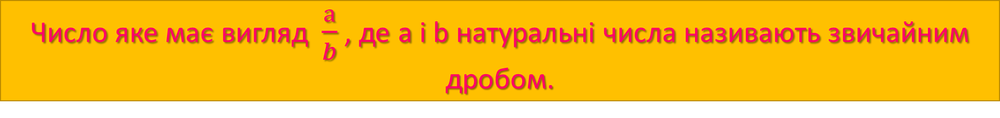 Число яке має вигляд a/b , де а і b натуральні числа називають звичайним
дробом.